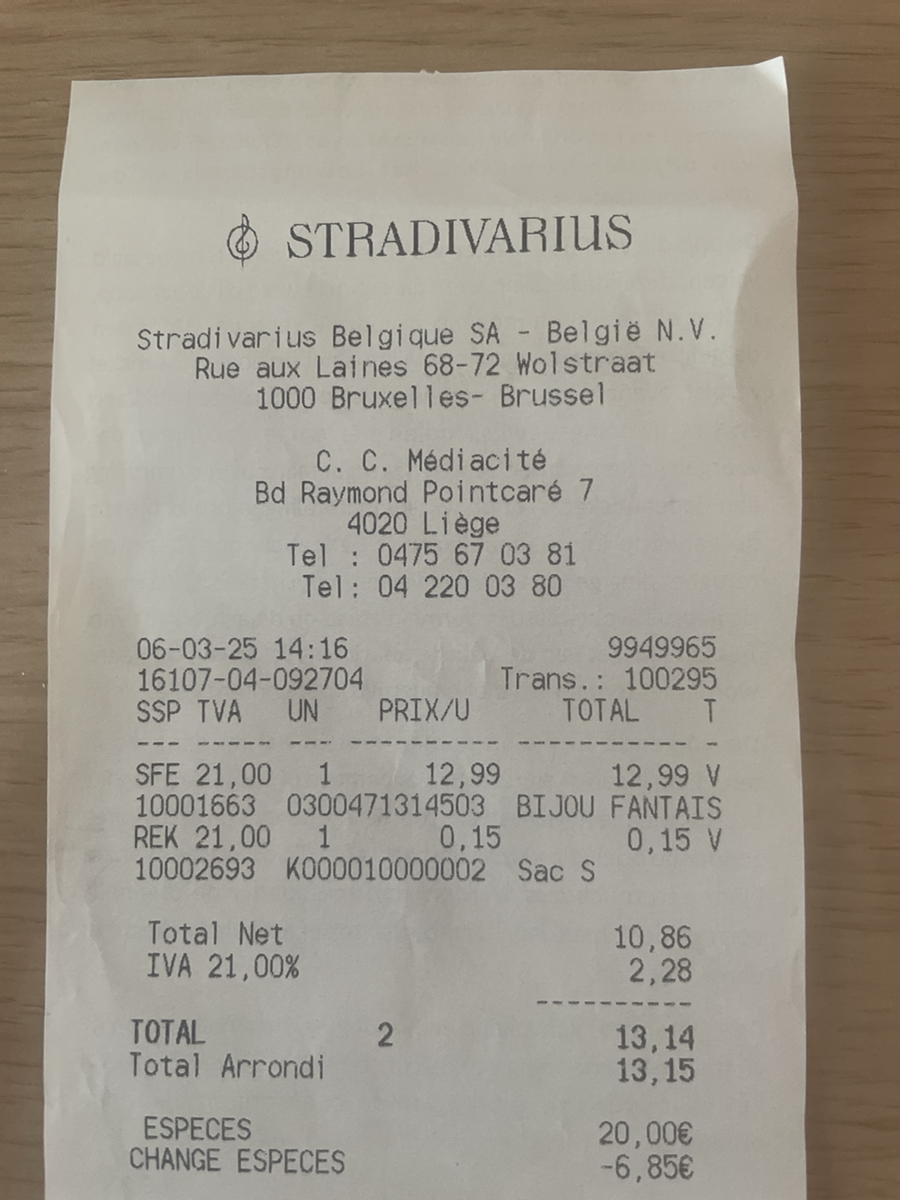 STRADIVARIUS
Stradivarius Belgique SA - België N.V.
Rue aux Laines 68-72 Wolstraat
1000 Bruxelles- Brussel
C. C. Médiacité
Bd Raymond Pointcaré 7
4020 Liège
Tel : 0475 67 03 81
Tel: 04 220 03 80
06-03-25 14:16 9949965
16107-04-092704 Trans.: 100295
SSP TVA UN PRIX/U TOTAL T
--- ----- --- ---------- ----------- -
SFE 21,00 1 12,99 12,99 V
10001663 0300471314503 BIJOU FANTAIS
REK 21,00 1 0,15 0,15 V
10002693 K000010000002 Sac S
Total Net 10,86
IVA 21,00% 2,28
----------
TOTAL 2 13,14
Total Arrondi 13,15
ESPECES 20,00€
CHANGE ESPECES -6,85€